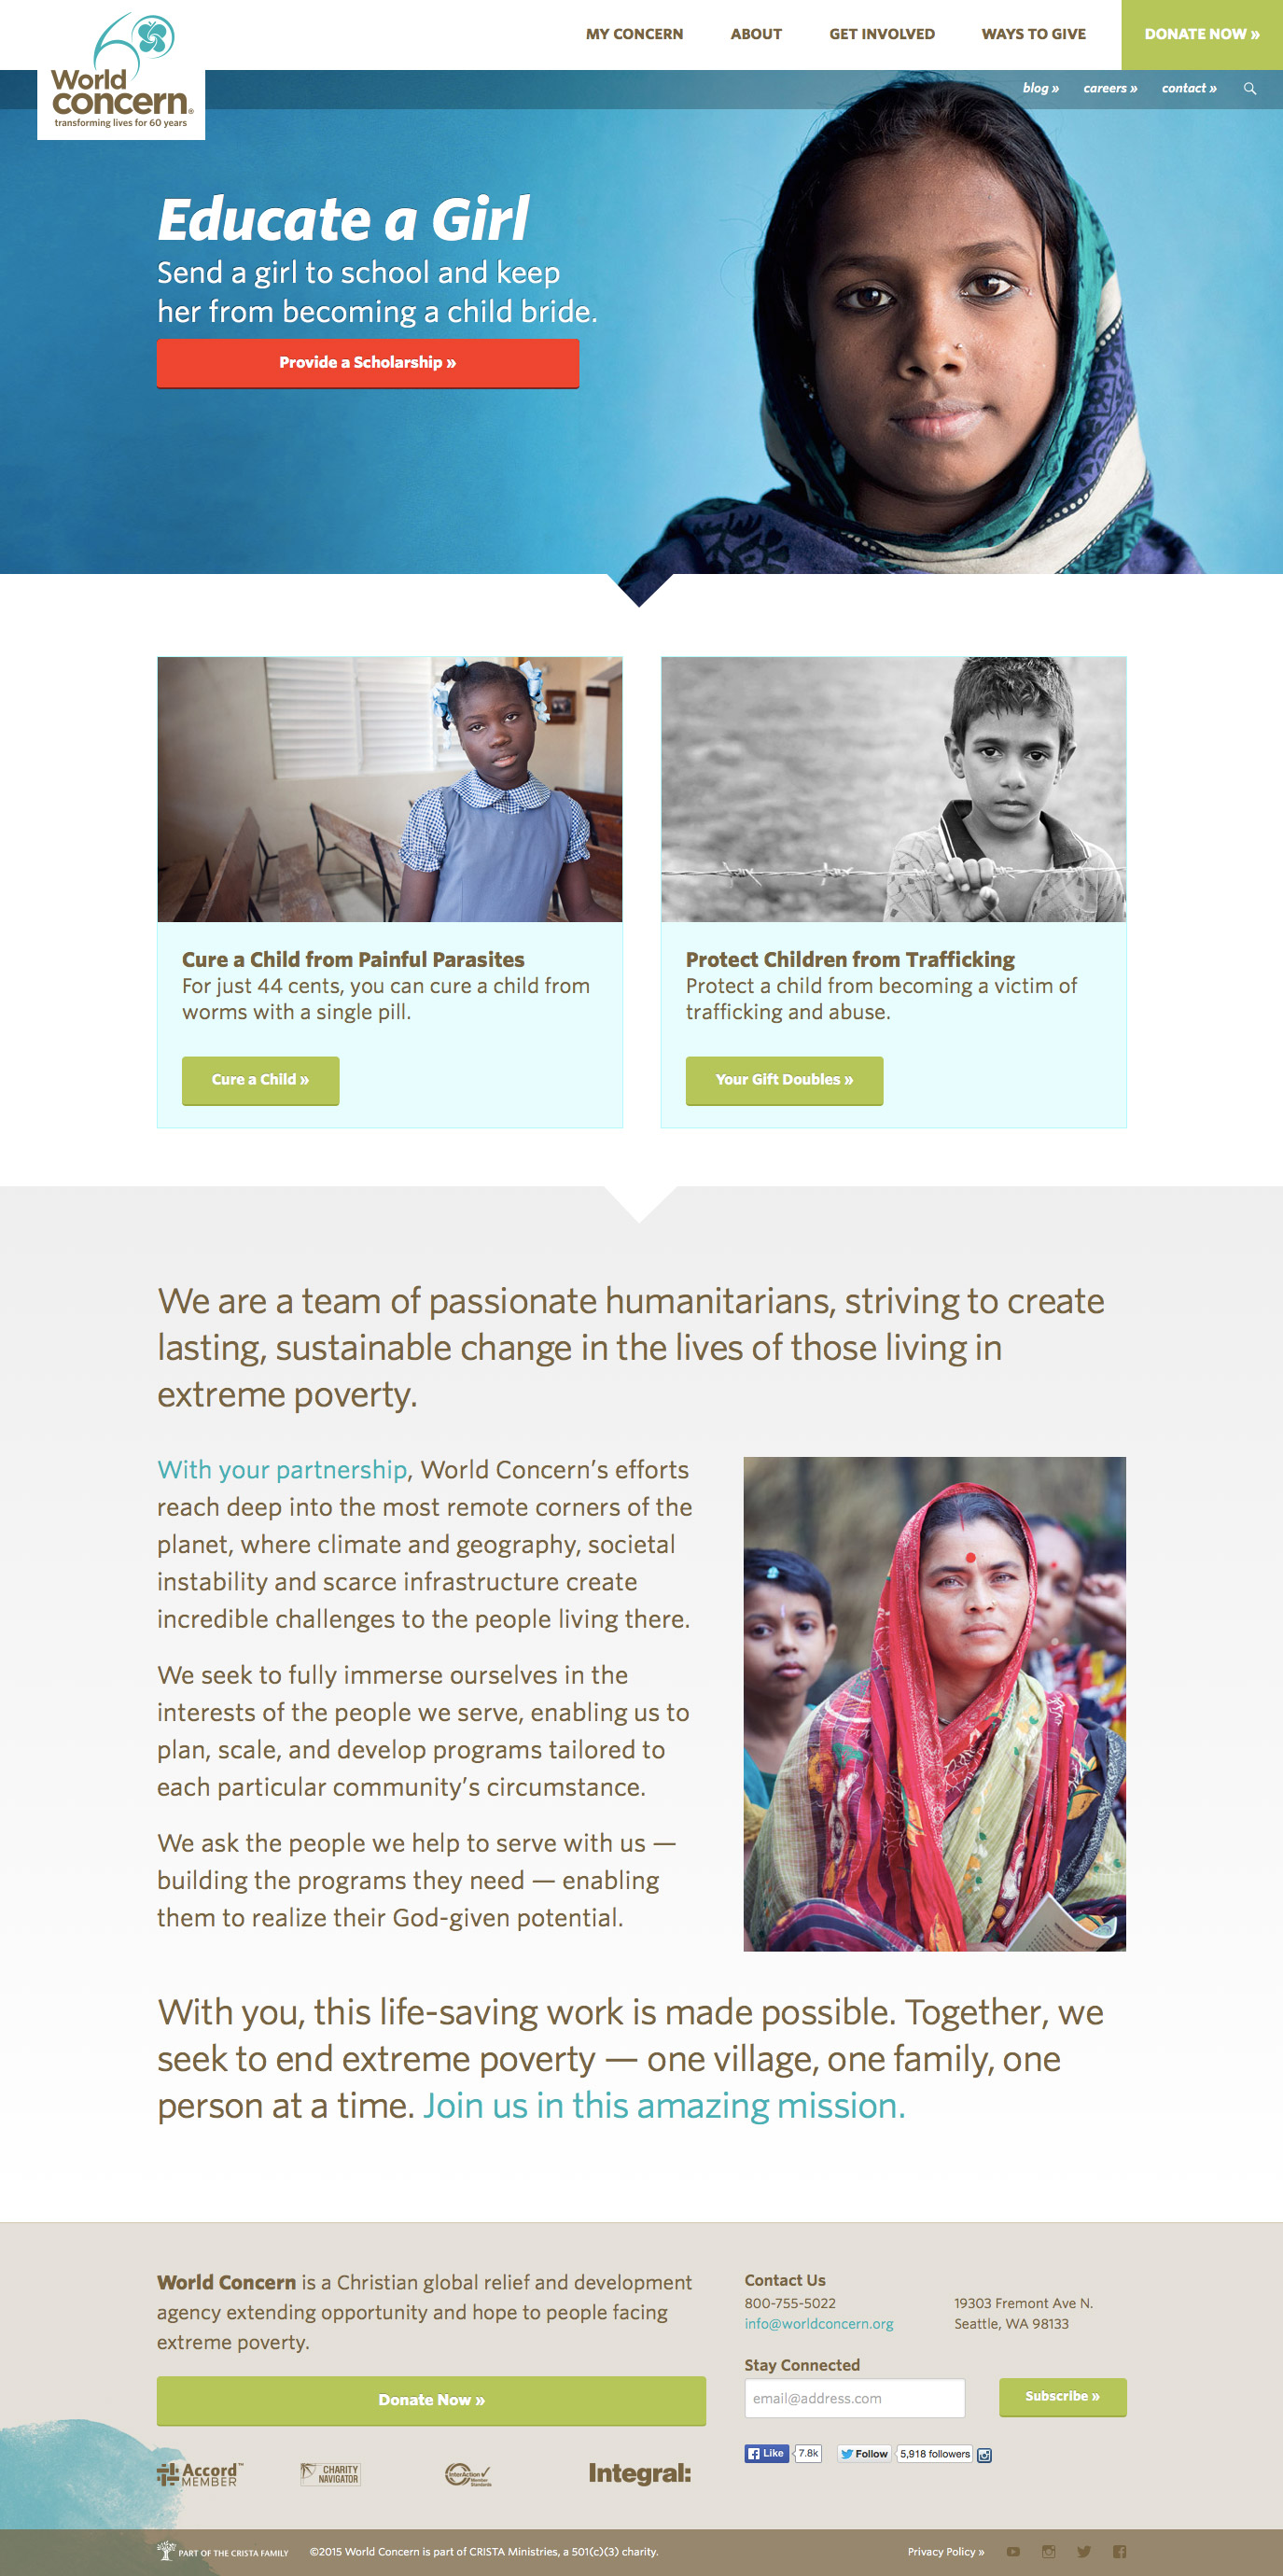 World
concern®
transforming lives for 60 years
MY CONCERN
ABOUT
GET INVOLVED
WAYS TO GIVE
DONATE NOW »
blog »
careers »
contact »
Educate a Girl
Send a girl to school and keep
her from becoming a child bride.
Provide a Scholarship »
Cure a Child from Painful Parasites
For just 44 cents, you can cure a child from
worms with a single pill.
Cure a Child »
Protect Children from Trafficking
Protect a child from becoming a victim of
trafficking and abuse.
Your Gift Doubles »
We are a team of passionate humanitarians, striving to create
lasting, sustainable change in the lives of those living in
extreme poverty.
With your partnership, World Concern’s efforts
reach deep into the most remote corners of the
planet, where climate and geography, societal
instability and scarce infrastructure create
incredible challenges to the people living there.
We seek to fully immerse ourselves in the
interests of the people we serve, enabling us to
plan, scale, and develop programs tailored to
each particular community’s circumstance.
We ask the people we help to serve with us —
building the programs they need — enabling
them to realize their God-given potential.
With you, this life-saving work is made possible. Together, we
seek to end extreme poverty — one village, one family, one
person at a time. Join us in this amazing mission.
World Concern is a Christian global relief and development
agency extending opportunity and hope to people facing
extreme poverty.
Donate Now »
Accord™
MEMBER
CHARITY
NAVIGATOR
InterAction
Member
Standards
Integral:
Contact Us
800-755-5022
info@worldconcern.org
19303 Fremont Ave N.
Seattle, WA 98133
Stay Connected
email@address.com
Subscribe »
Like
7.8k
Follow
5,918 followers
PART OF THE CRISTA FAMILY
©2015 World Concern is part of CRISTA Ministries, a 501(c)(3) charity.
Privacy Policy »